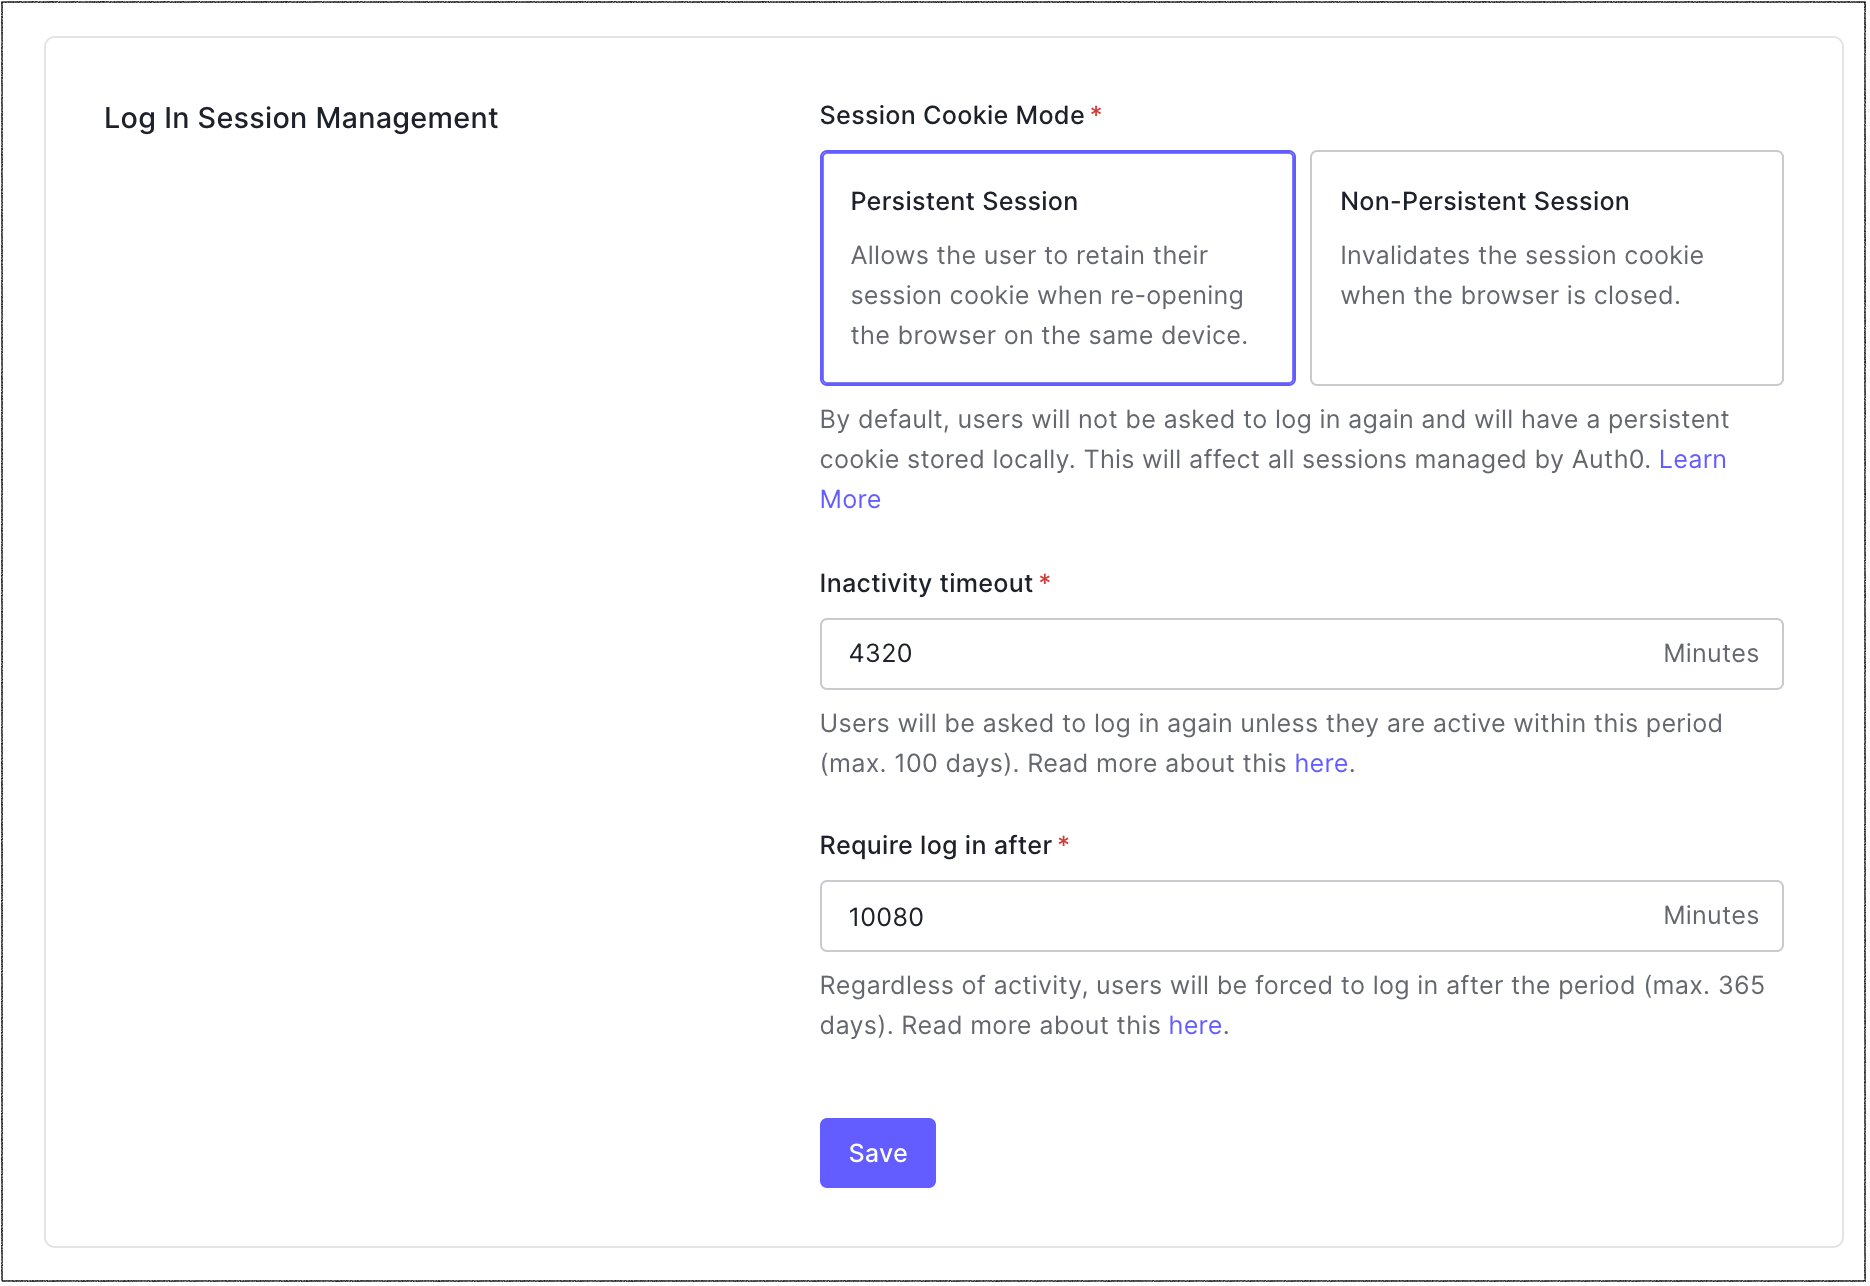 Log In Session Management
Session Cookie Mode *
Persistent Session
Allows the user to retain their
session cookie when re-opening
the browser on the same device.
Non-Persistent Session
Invalidates the session cookie
when the browser is closed.
By default, users will not be asked to log in again and will have a persistent
cookie stored locally. This will affect all sessions managed by Auth0. Learn
More
Inactivity timeout *
4320 Minutes
Users will be asked to log in again unless they are active within this period
(max. 100 days). Read more about this here.
Require log in after *
10080 Minutes
Regardless of activity, users will be forced to log in after the period (max. 365
days). Read more about this here.
Save